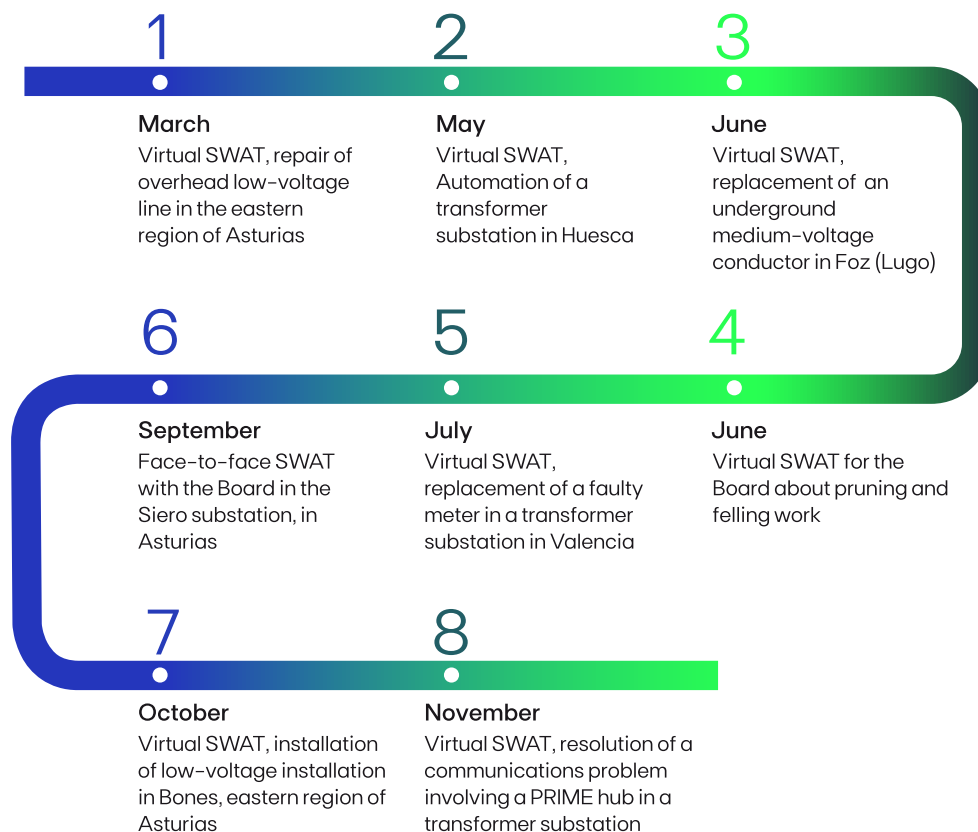 1
March
Virtual SWAT, repair of
overhead low-voltage
line in the eastern
region of Asturias
2
May
Virtual SWAT,
Automation of a
transformer
substation in Huesca
3
June
Virtual SWAT,
replacement of an
underground
medium-voltage
conductor in Foz (Lugo)
4
June
Virtual SWAT for the
Board about pruning and
felling work
5
July
Virtual SWAT,
replacement of a faulty
meter in a transformer
substation in Valencia
6
September
Face-to-face SWAT
with the Board in the
Siero substation, in
Asturias
7
October
Virtual SWAT, installation
of low-voltage installation
in Bones, eastern region of
Asturias
8
November
Virtual SWAT, resolution of a
communications problem
involving a PRIME hub in a
transformer substation